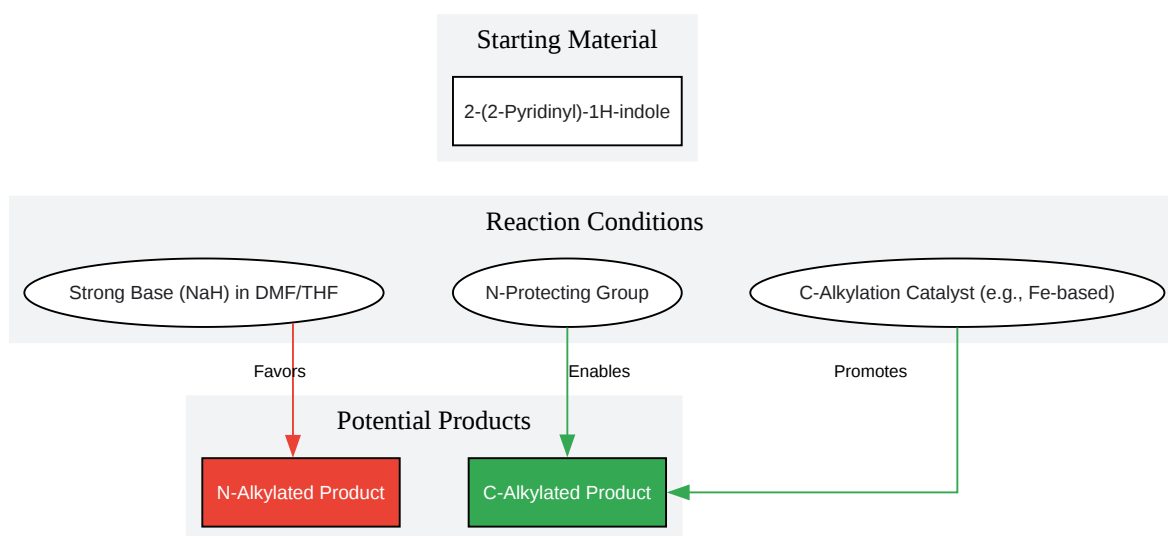 Starting Material
2-(2-Pyridinyl)-1H-indole
Reaction Conditions
Strong Base (NaH) in DMF/THF
N-Protecting Group
C-Alkylation Catalyst (e.g., Fe-based)
Favors
Enables
Promotes
Potential Products
N-Alkylated Product
C-Alkylated Product